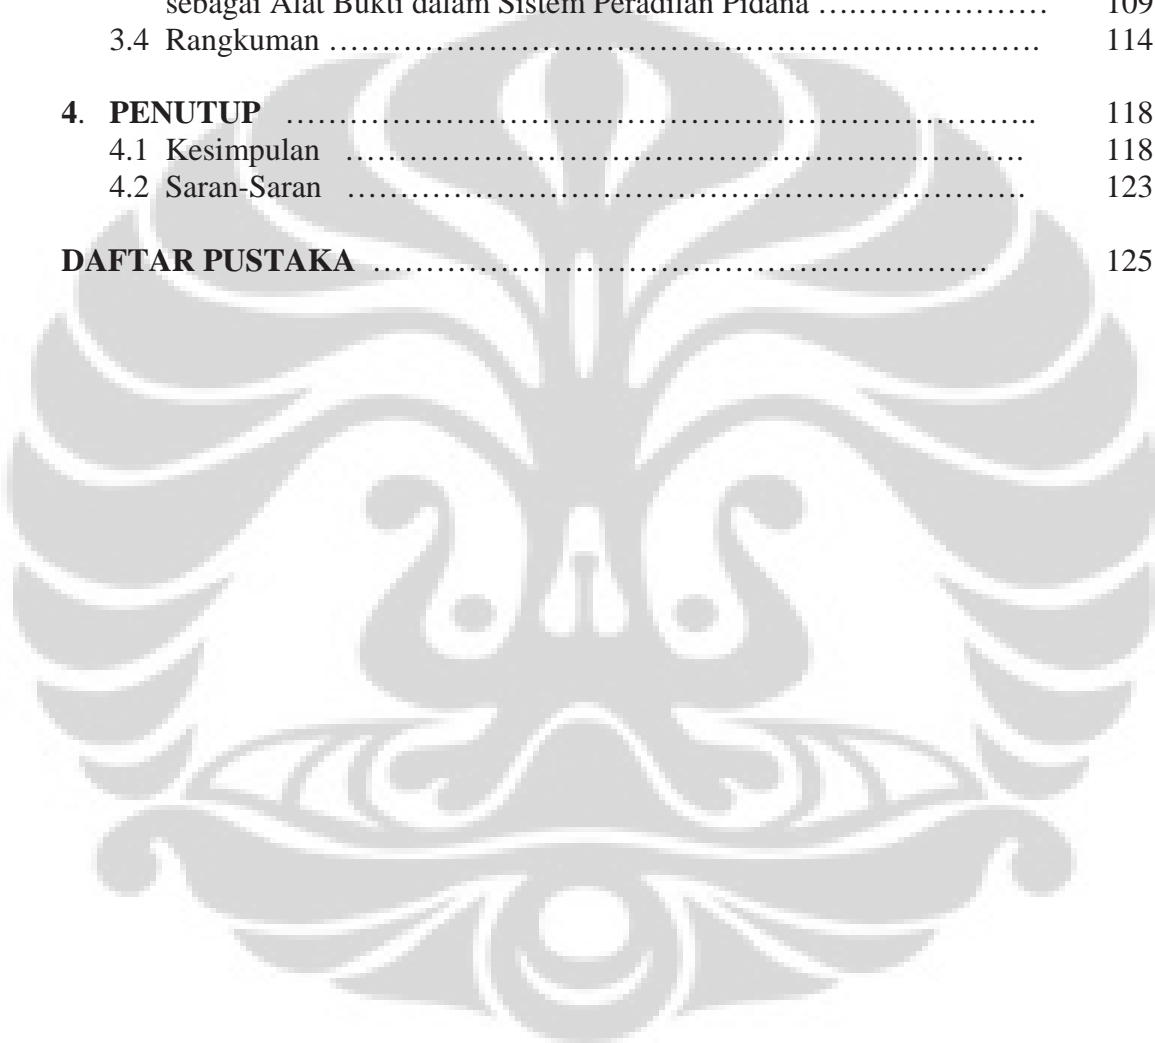 sebagai Alat Bukti dalam Sistem Peradilan Pidana ………………… 109
3.4 Rangkuman …………………………………………………………… 114
4. PENUTUP …………………………………………………………….. 118
4.1 Kesimpulan ………………………………………………………… 118
4.2 Saran-Saran ………………………………………………………… 123
DAFTAR PUSTAKA ………………………………………………….. 125